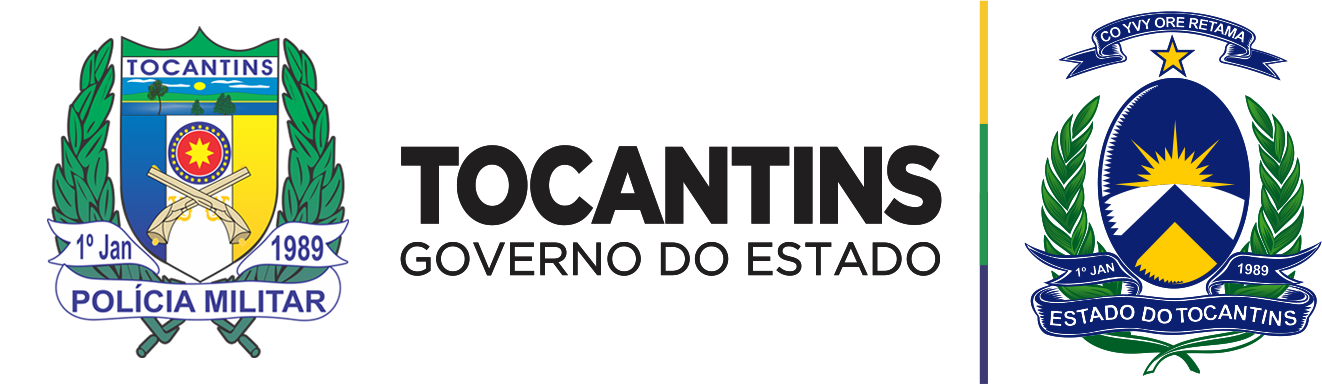 TOCANTINS
1º Jan
1989
POLÍCIA MILITAR
TOCANTINS
GOVERNO DO ESTADO
CO YVY ORE RETAMA
1º JAN
1989
ESTADO DO TOCANTINS